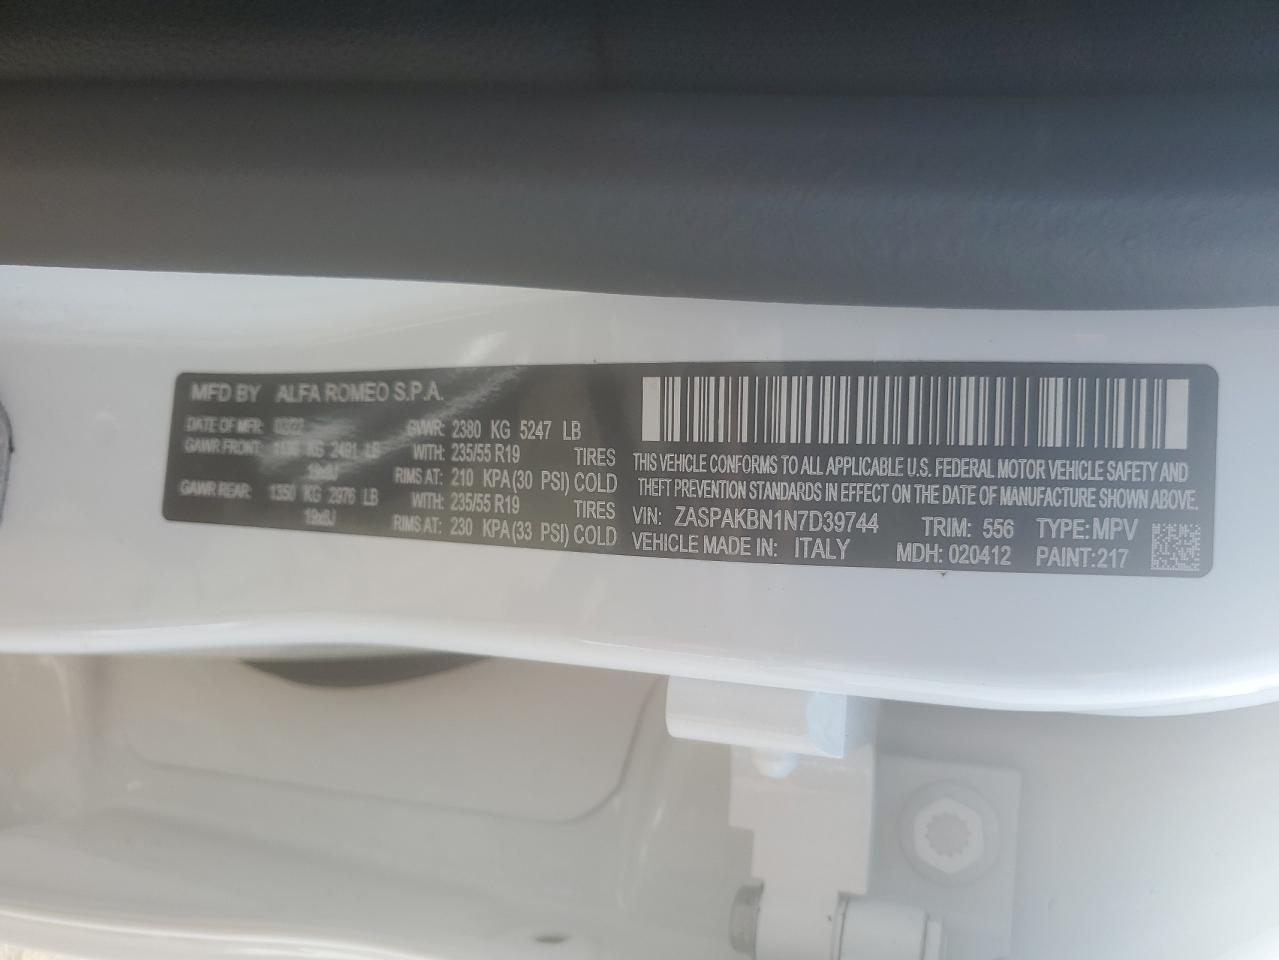 MFD BY ALFA ROMEO S.P.A.
DATE OF MFR: GVWR: 2380 KG 5247 LB
GAWR FRONT: KG 2491 LB WITH: 235/55 R19 TIRES
RIMS AT: 210 KPA(30 PSI) COLD
GAWR REAR: 1350 KG 2976 LB WITH: 235/55 R19 TIRES
RIMS AT: 230 KPA(33 PSI) COLD
THIS VEHICLE CONFORMS TO ALL APPLICABLE U.S. FEDERAL MOTOR VEHICLE SAFETY AND
THEFT PREVENTION STANDARDS IN EFFECT ON THE DATE OF MANUFACTURE SHOWN ABOVE.
VIN: ZASPAKBN1N7D39744 TRIM: 556 TYPE:MPV
VEHICLE MADE IN: ITALY MDH: 020412 PAINT:217